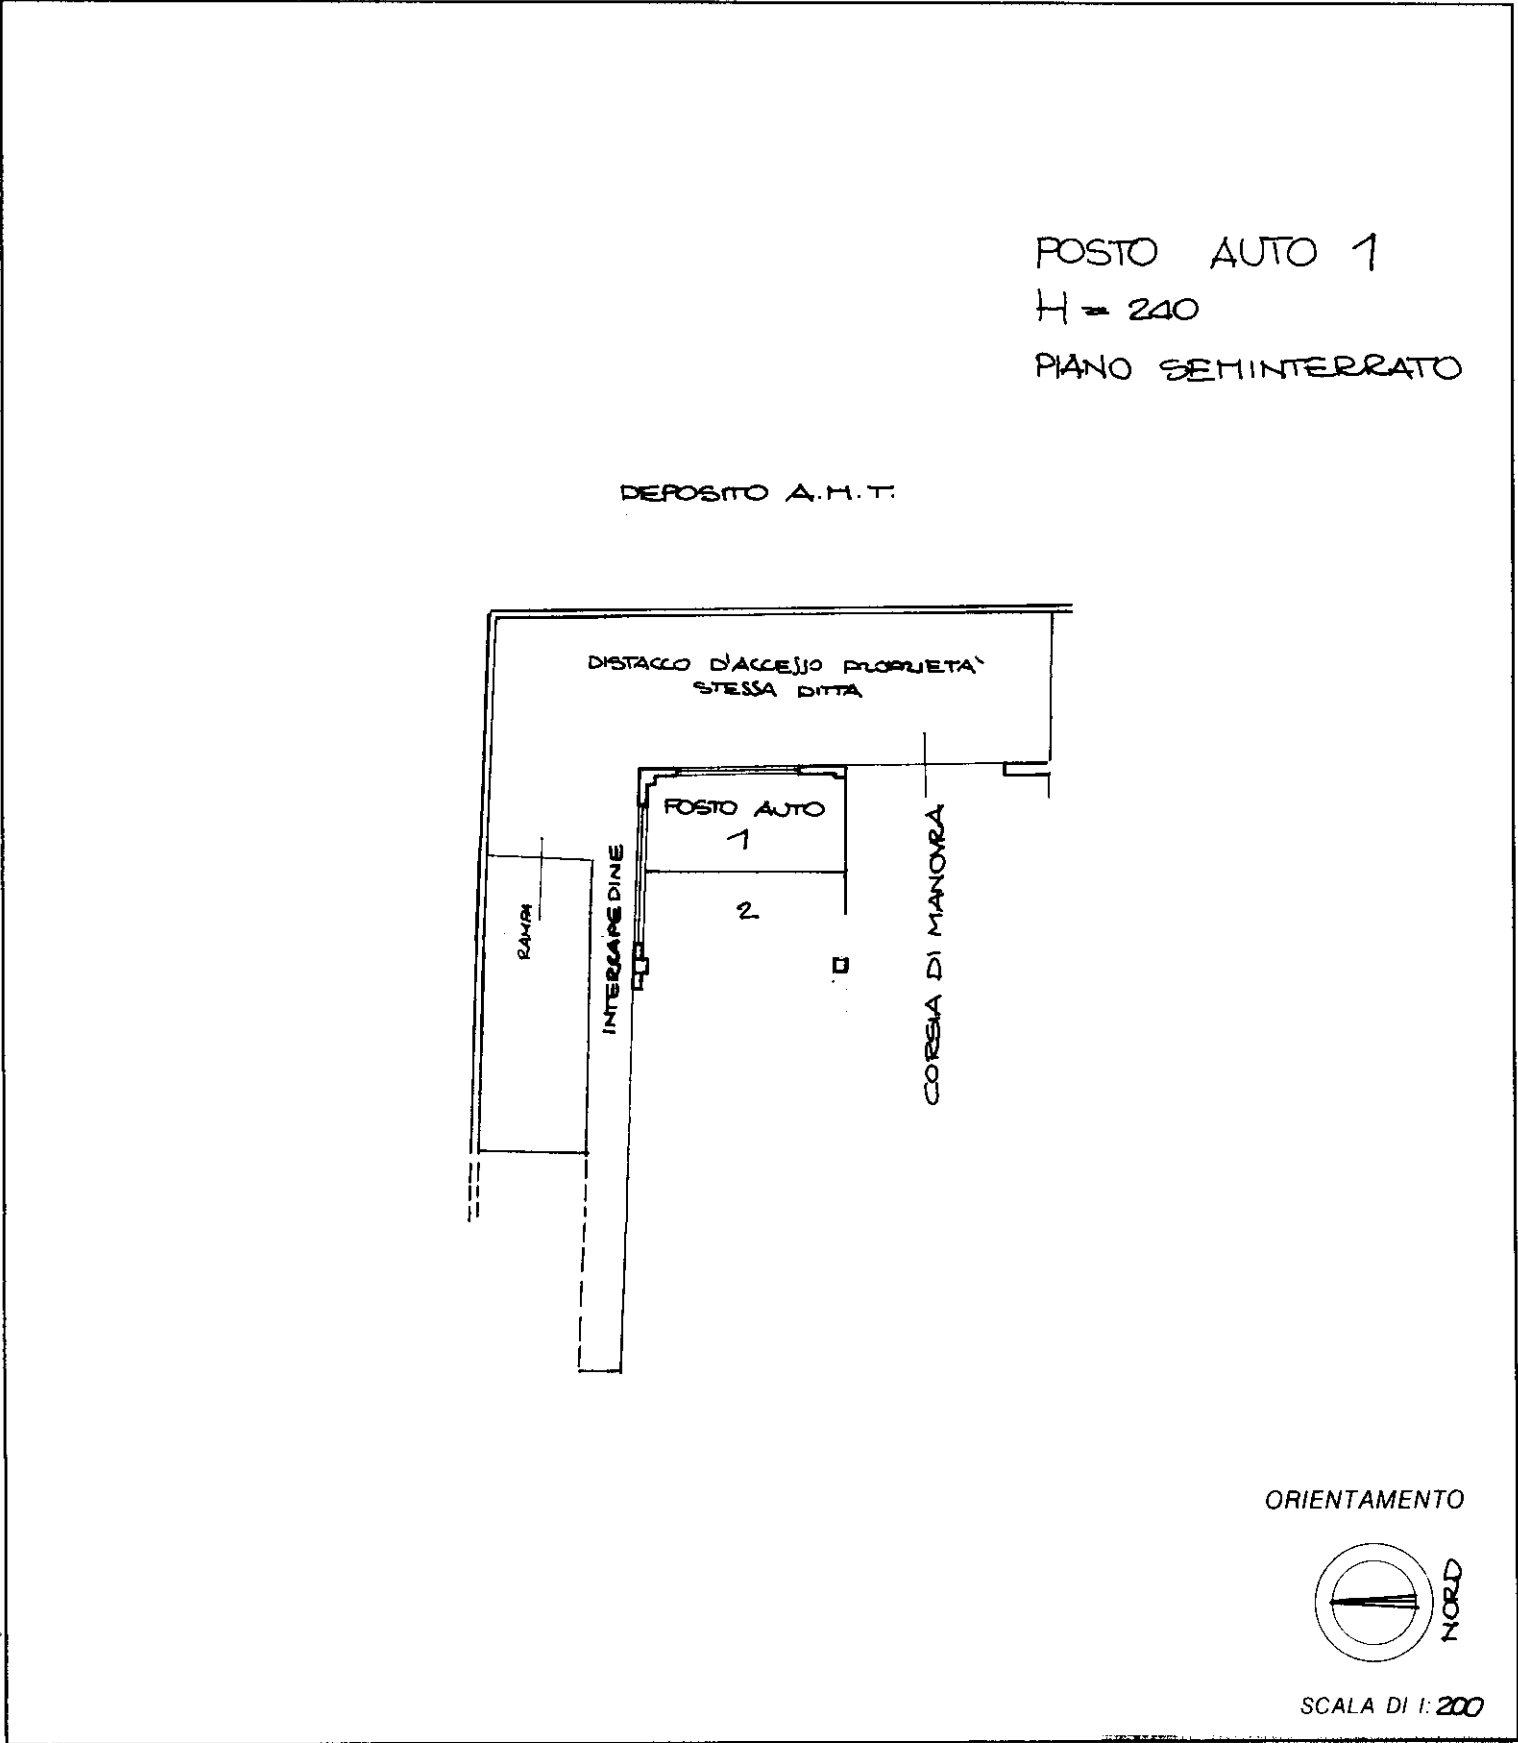 POSTO AUTO 1
H = 240
PIANO SEMINTERRATO
DEPOSITO A.M.T.
DISTACCO D'ACCESSO PROPRIETA'
STESSA DITTA
POSTO AUTO
1
2
INTERCAPEDINE
RAMPA
CORSIA DI MANOVRA
ORIENTAMENTO
NORD
SCALA DI 1:200